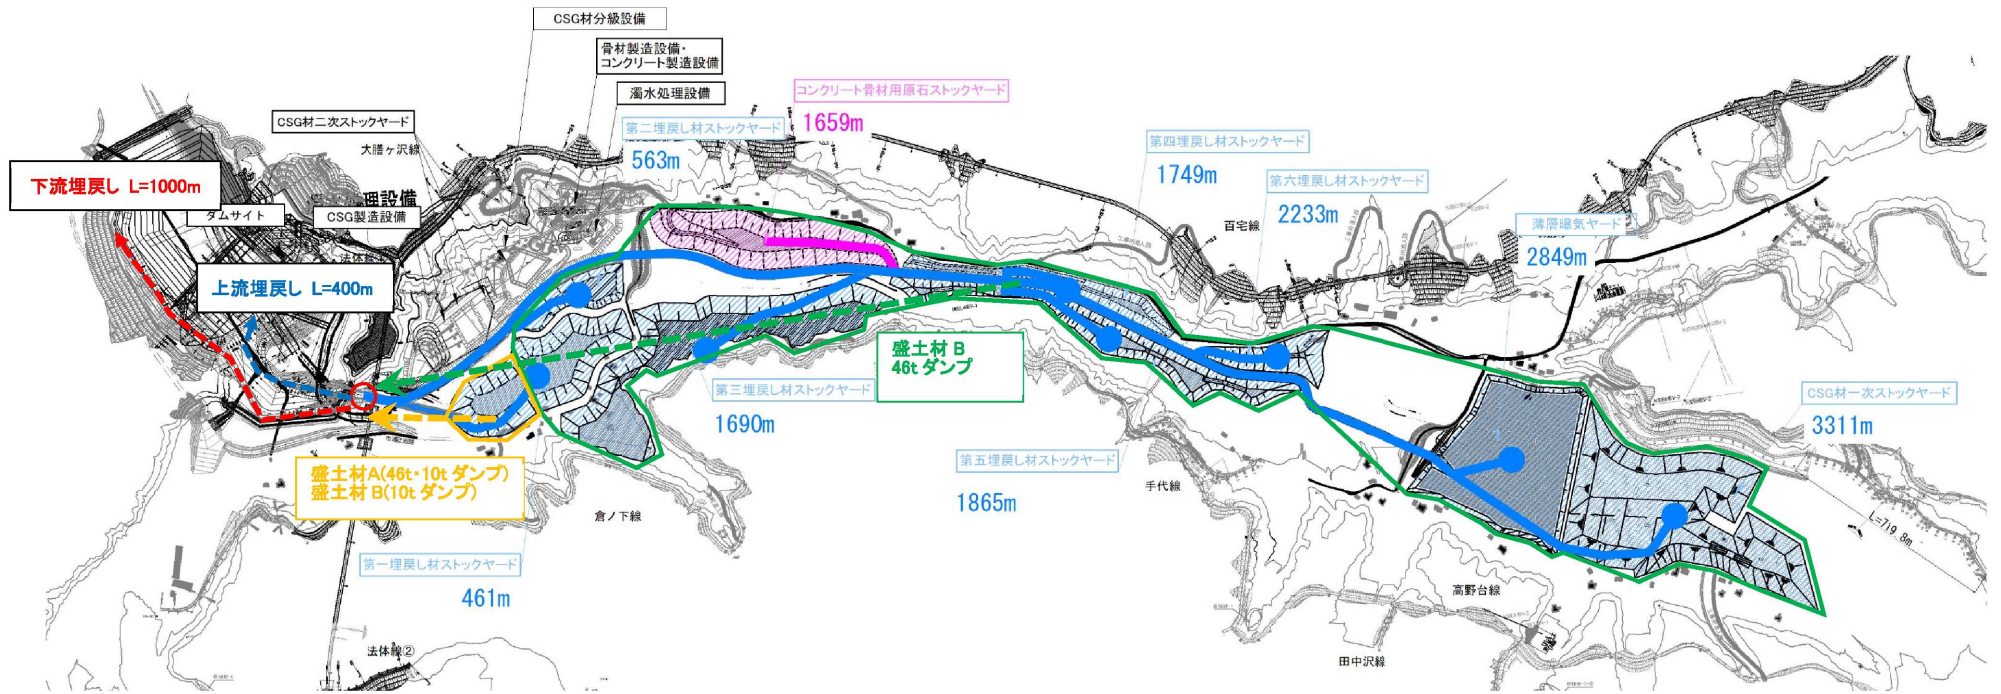 CSG材分級設備
骨材製造設備・
コンクリート製造設備
濁水処理設備
コンクリート骨材用原石ストックヤード
1659m
CSG材二次ストックヤード
大膳ヶ沢線
第二埋戻し材ストックヤード
563m
第四埋戻し材ストックヤード
1749m
第六埋戻し材ストックヤード
2233m
百宅線
薄層曝気ヤード
2849m
下流埋戻し L=1000m
理設備
ダムサイト
CSG製造設備
上流埋戻し L=400m
盛土材 B
46t ダンプ
第三埋戻し材ストックヤード
1690m
CSG材一次ストックヤード
3311m
盛土材A(46t・10t ダンプ)
盛土材 B(10t ダンプ)
第五埋戻し材ストックヤード
1865m
手代線
倉ノ下線
L=719.8m
第一埋戻し材ストックヤード
461m
高野台線
法体線②
田中沢線